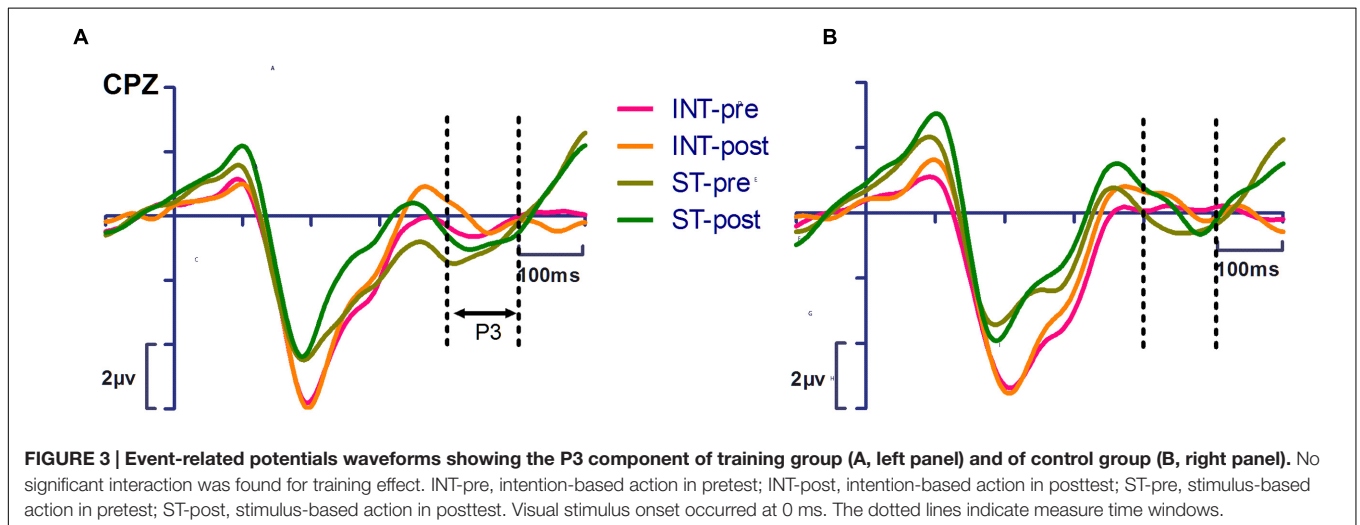 A
B
CPZ
INT-pre
INT-post
ST-pre
ST-post
100ms
P3
2µv
100ms
2µv
A
C
D
E
F
G
H
I
FIGURE 3 | Event-related potentials waveforms showing the P3 component of training group (A, left panel) and of control group (B, right panel). No
significant interaction was found for training effect. INT-pre, intention-based action in pretest; INT-post, intention-based action in posttest; ST-pre, stimulus-based
action in pretest; ST-post, stimulus-based action in posttest. Visual stimulus onset occurred at 0 ms. The dotted lines indicate measure time windows.